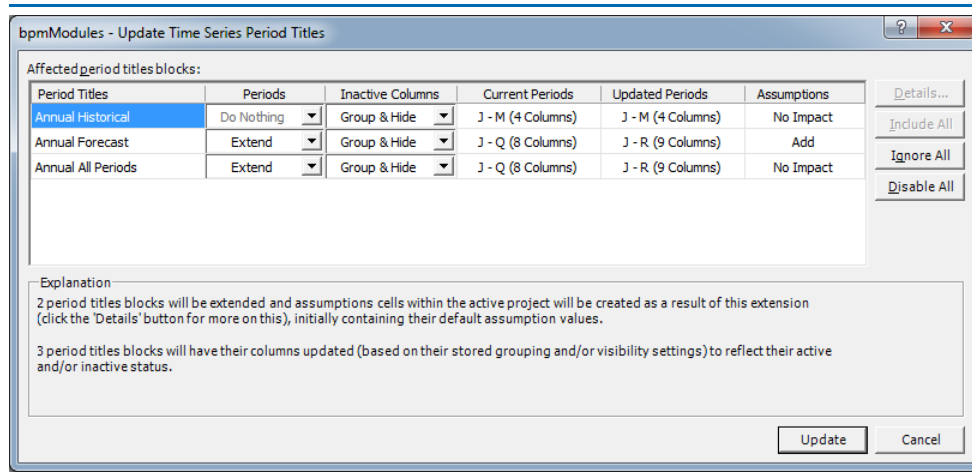 bpmModules - Update Time Series Period Titles
?
X
Affected period titles blocks:
Period Titles Periods Inactive Columns Current Periods Updated Periods Assumptions
Annual Historical Do Nothing Group & Hide J - M (4 Columns) J - M (4 Columns) No Impact
Annual Forecast Extend Group & Hide J - Q (8 Columns) J - R (9 Columns) Add
Annual All Periods Extend Group & Hide J - Q (8 Columns) J - R (9 Columns) No Impact
Details...
Include All
Ignore All
Disable All
Explanation
2 period titles blocks will be extended and assumptions cells within the active project will be created as a result of this extension
(click the 'Details' button for more on this), initially containing their default assumption values.
3 period titles blocks will have their columns updated (based on their stored grouping and/or visibility settings) to reflect their active
and/or inactive status.
Update Cancel